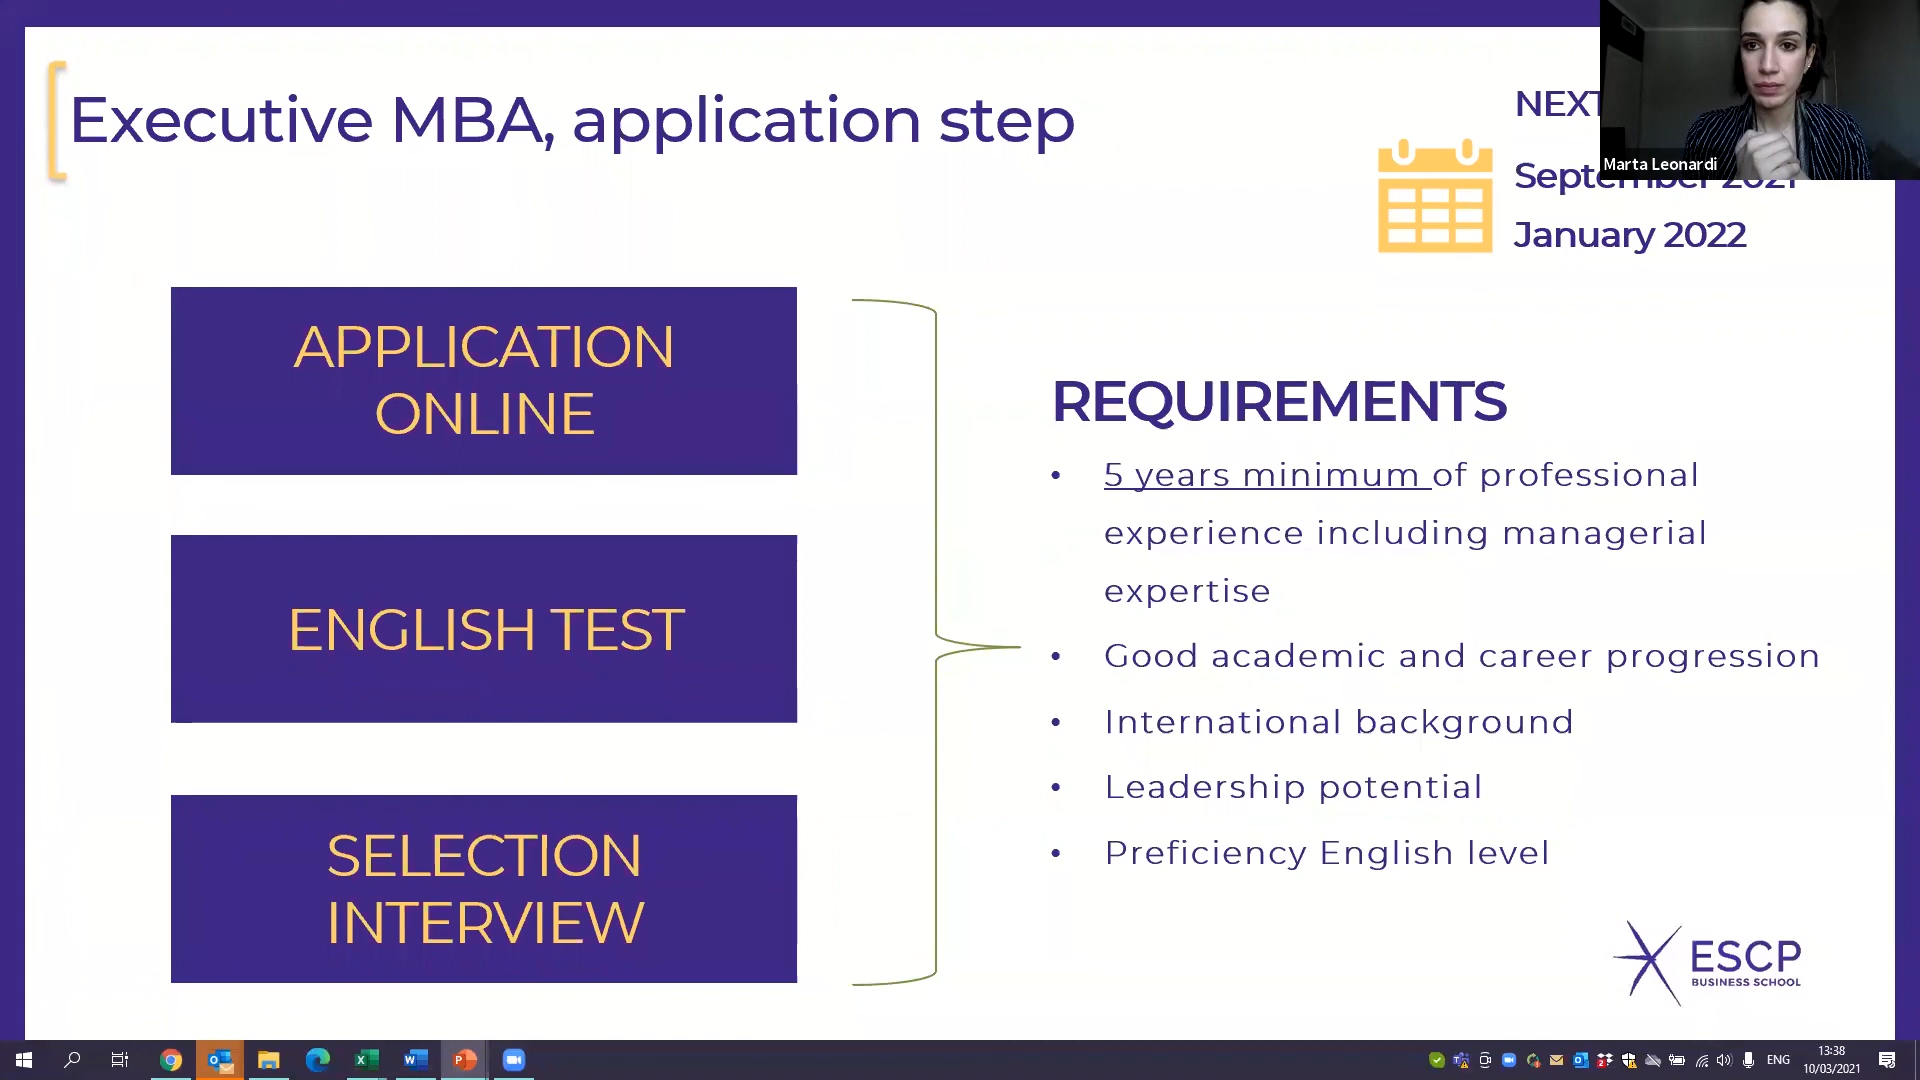 Executive MBA, application step
NEXT
September 2021
January 2022
Marta Leonardi
APPLICATION
ONLINE
ENGLISH TEST
SELECTION
INTERVIEW
REQUIREMENTS
• 5 years minimum of professional
experience including managerial
expertise
• Good academic and career progression
• International background
• Leadership potential
• Preficiency English level
ESCP
BUSINESS SCHOOL
ENG
13:38
10/03/2021